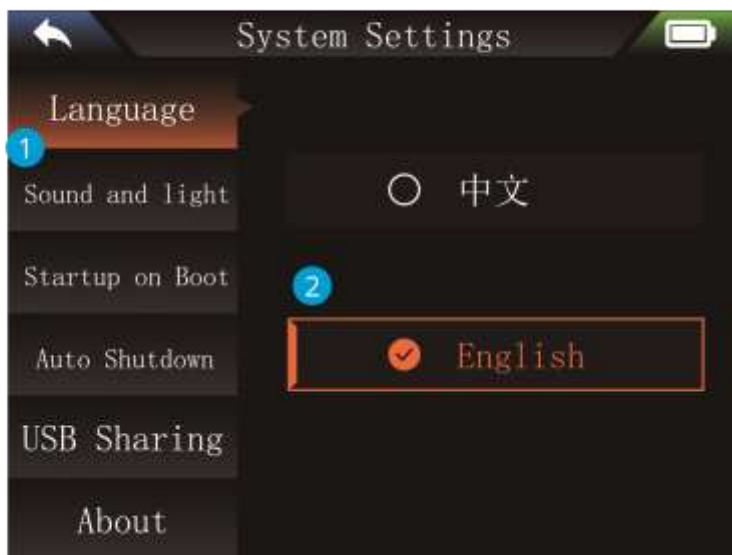 System Settings
Language
1
Sound and light
中文
Startup on Boot
2
Auto Shutdown
English
USB Sharing
About